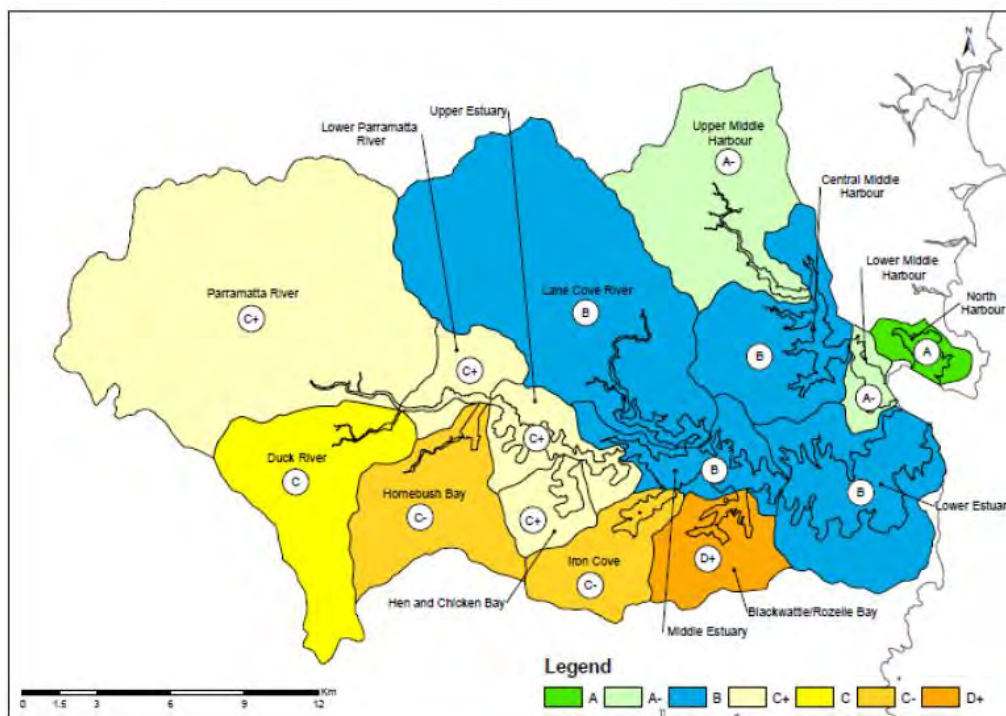 N
Upper Estuary
Lower Parramatta
River
Upper Middle
Harbour
A-
Central Middle
Harbour
Lower Middle
Harbour
North
Harbour
A
Parramatta River
C+
Lane Cove River
B
B
C+
A-
C+
Duck River
C
Homebush Bay
C-
B
B
Lower Estuar
C+
Iron Cove
C-
D+
Hen and Chicken Bay
Middle Estuary
Blackwattle/Rozelle Bay
Legend
A
A-
B
C+
C
C-
D+
Km
0 1.5 3 6 9 12